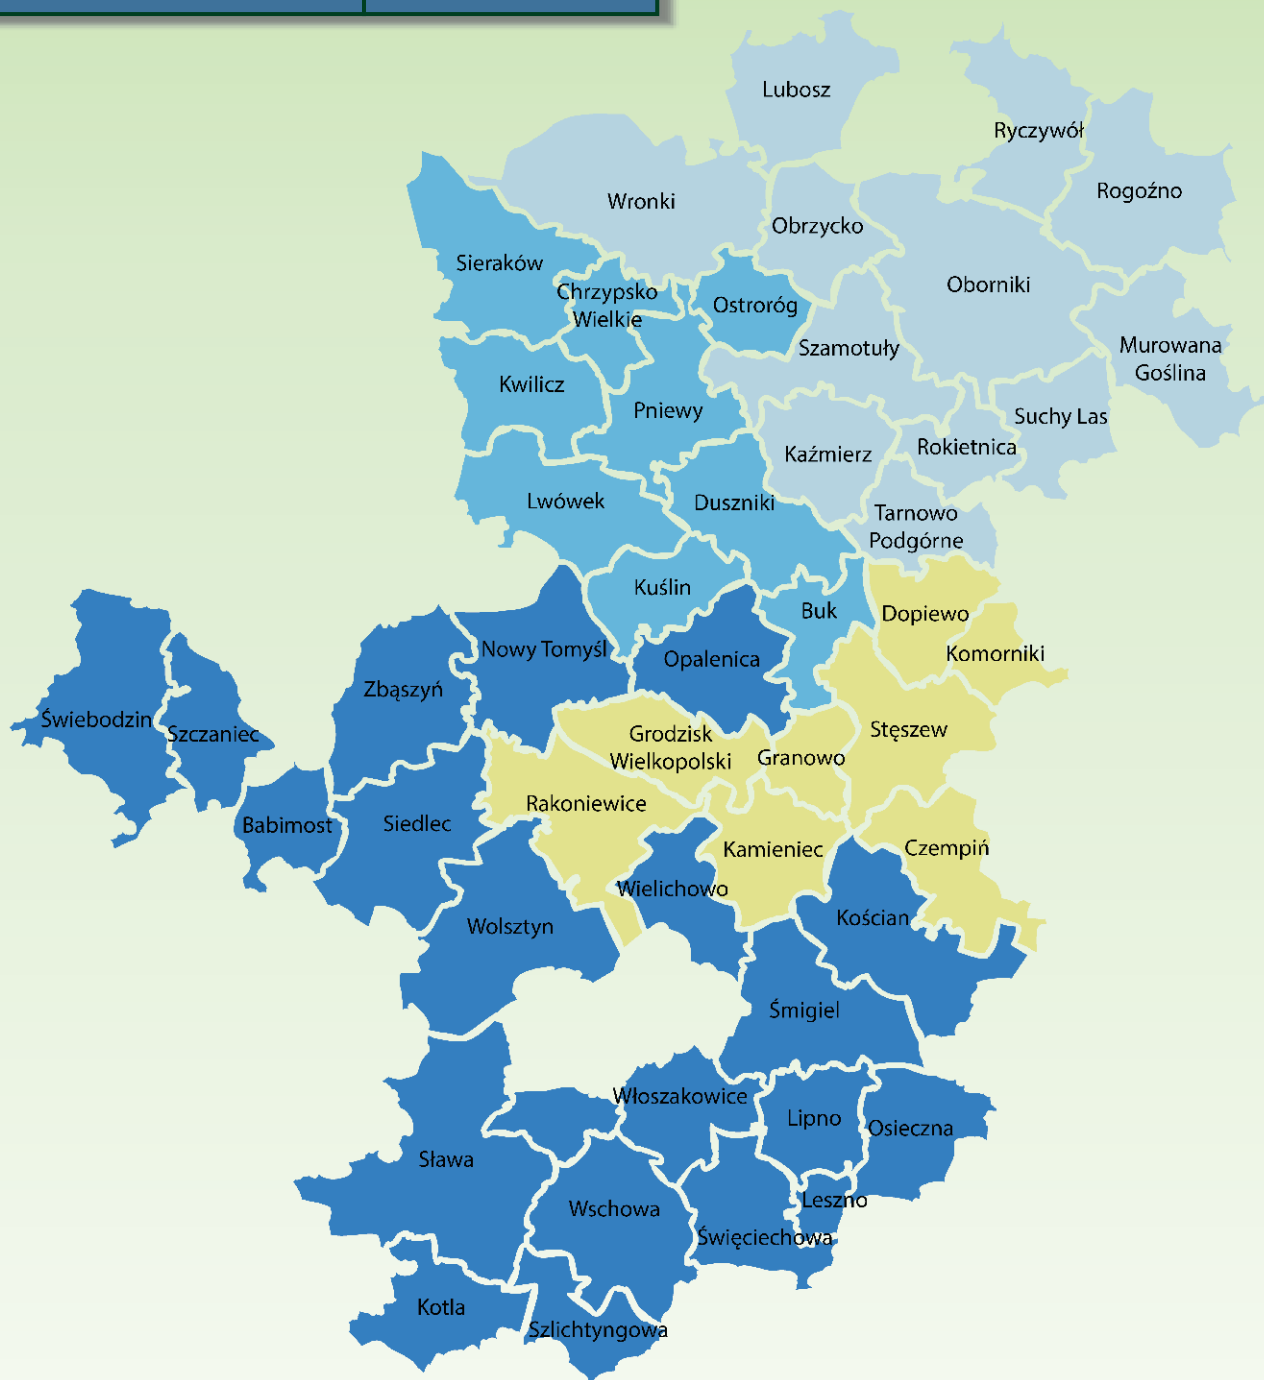 Lubosz
Ryczywół
Rogoźno
Wronki
Obrzycko
Sieraków
Oborniki
Chrzypsko
Wielkie
Ostroróg
Szamotuły
Murowana
Goślina
Kwilicz
Pniewy
Suchy Las
Kaźmierz
Rokietnica
Lwówek
Duszniki
Tarnowo
Podgórne
Kuślin
Buk
Dopiewo
Nowy Tomyśl
Opalenica
Komorniki
Zbąszyń
Świebodzin
Szczaniec
Grodzisk
Wielkopolski
Granowo
Stęszew
Rakoniewice
Babimost
Siedlec
Kamieniec
Czempiń
Wielichowo
Kościan
Wolsztyn
Śmigiel
Włoszakowice
Lipno
Osieczna
Sława
Leszno
Wschowa
Święciechowa
Kotla
Szlichtyngowa